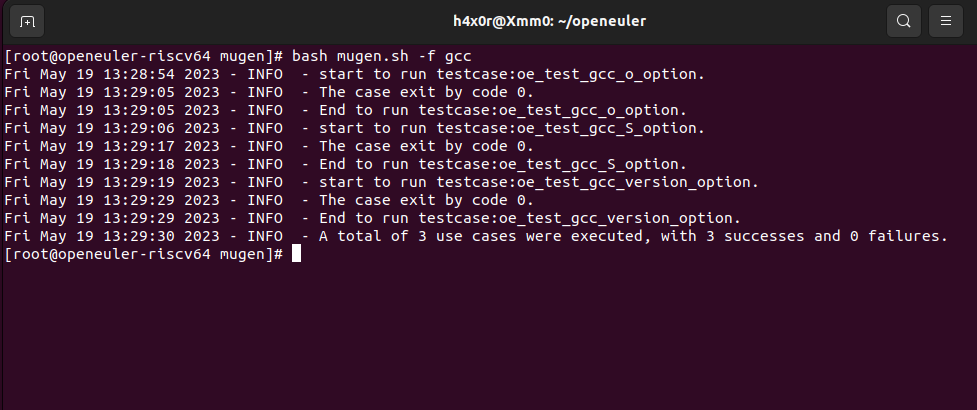 h4x0r@Xmm0: ~/openeuler
[root@openeuler-riscv64 mugen]# bash mugen.sh -f gcc
Fri May 19 13:28:54 2023 - INFO  - start to run testcase:oe_test_gcc_o_option.
Fri May 19 13:29:05 2023 - INFO  - The case exit by code 0.
Fri May 19 13:29:05 2023 - INFO  - End to run testcase:oe_test_gcc_o_option.
Fri May 19 13:29:06 2023 - INFO  - start to run testcase:oe_test_gcc_S_option.
Fri May 19 13:29:17 2023 - INFO  - The case exit by code 0.
Fri May 19 13:29:18 2023 - INFO  - End to run testcase:oe_test_gcc_S_option.
Fri May 19 13:29:19 2023 - INFO  - start to run testcase:oe_test_gcc_version_option.
Fri May 19 13:29:29 2023 - INFO  - The case exit by code 0.
Fri May 19 13:29:29 2023 - INFO  - End to run testcase:oe_test_gcc_version_option.
Fri May 19 13:29:30 2023 - INFO  - A total of 3 use cases were executed, with 3 successes and 0 failures.
[root@openeuler-riscv64 mugen]#